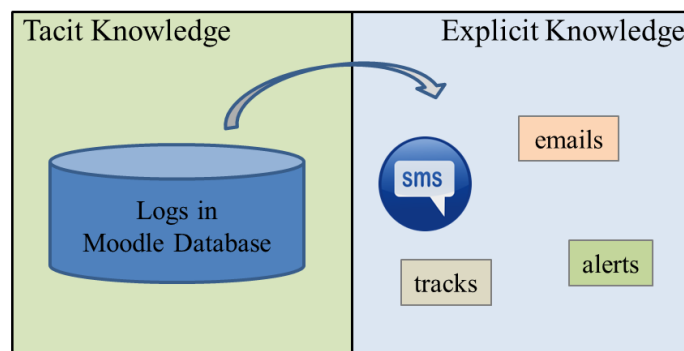 Tacit Knowledge
Explicit Knowledge
emails
sms
Logs in
Moodle Database
alerts
tracks